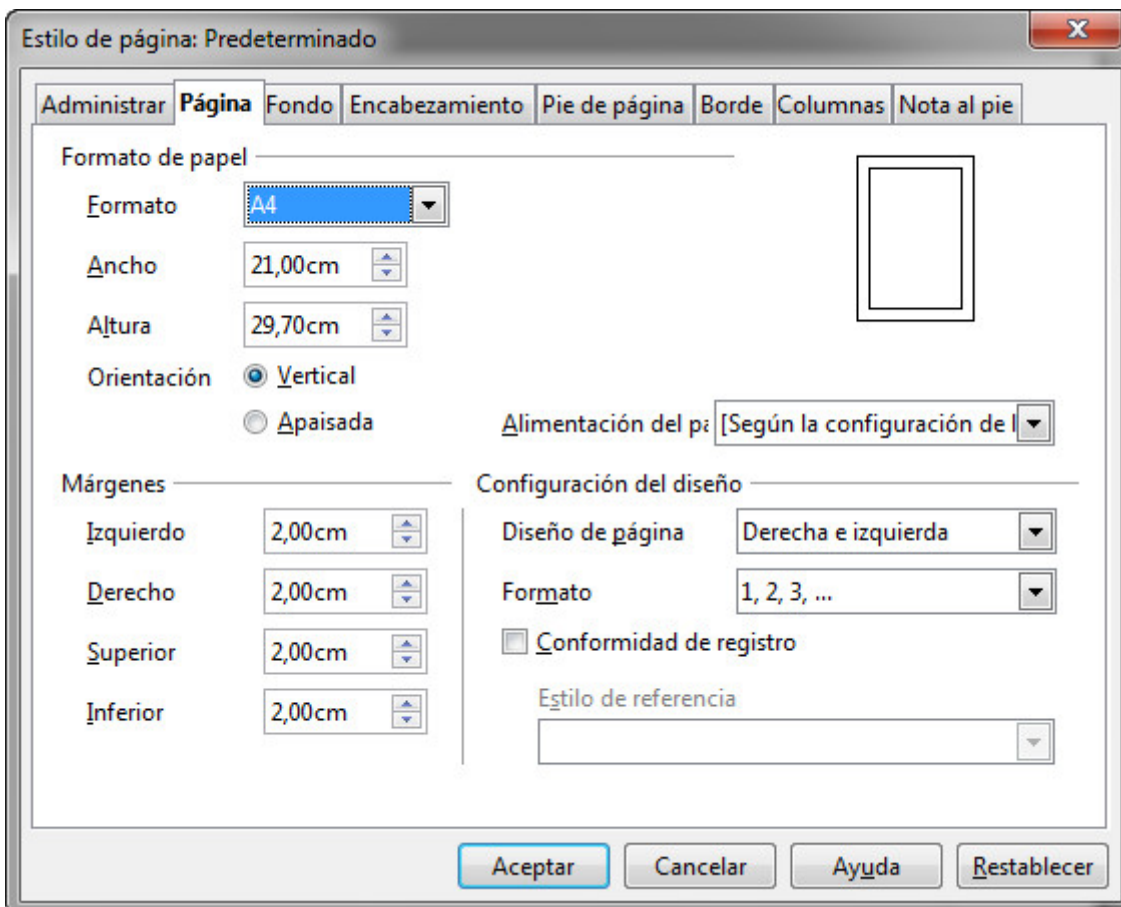 Estilo de página: Predeterminado
Administrar Página Fondo Encabezamiento Pie de página Borde Columnas Nota al pie
Formato de papel
Formato A4
Ancho 21,00cm
Altura 29,70cm
Orientación Vertical
Apaisada Alimentación del pa [Según la configuración de l
Márgenes Configuración del diseño
Izquierdo 2,00cm Diseño de página Derecha e izquierda
Derecho 2,00cm Formato 1, 2, 3, ...
Superior 2,00cm Conformidad de registro
Inferior 2,00cm Estilo de referencia
Aceptar Cancelar Ayuda Restablecer